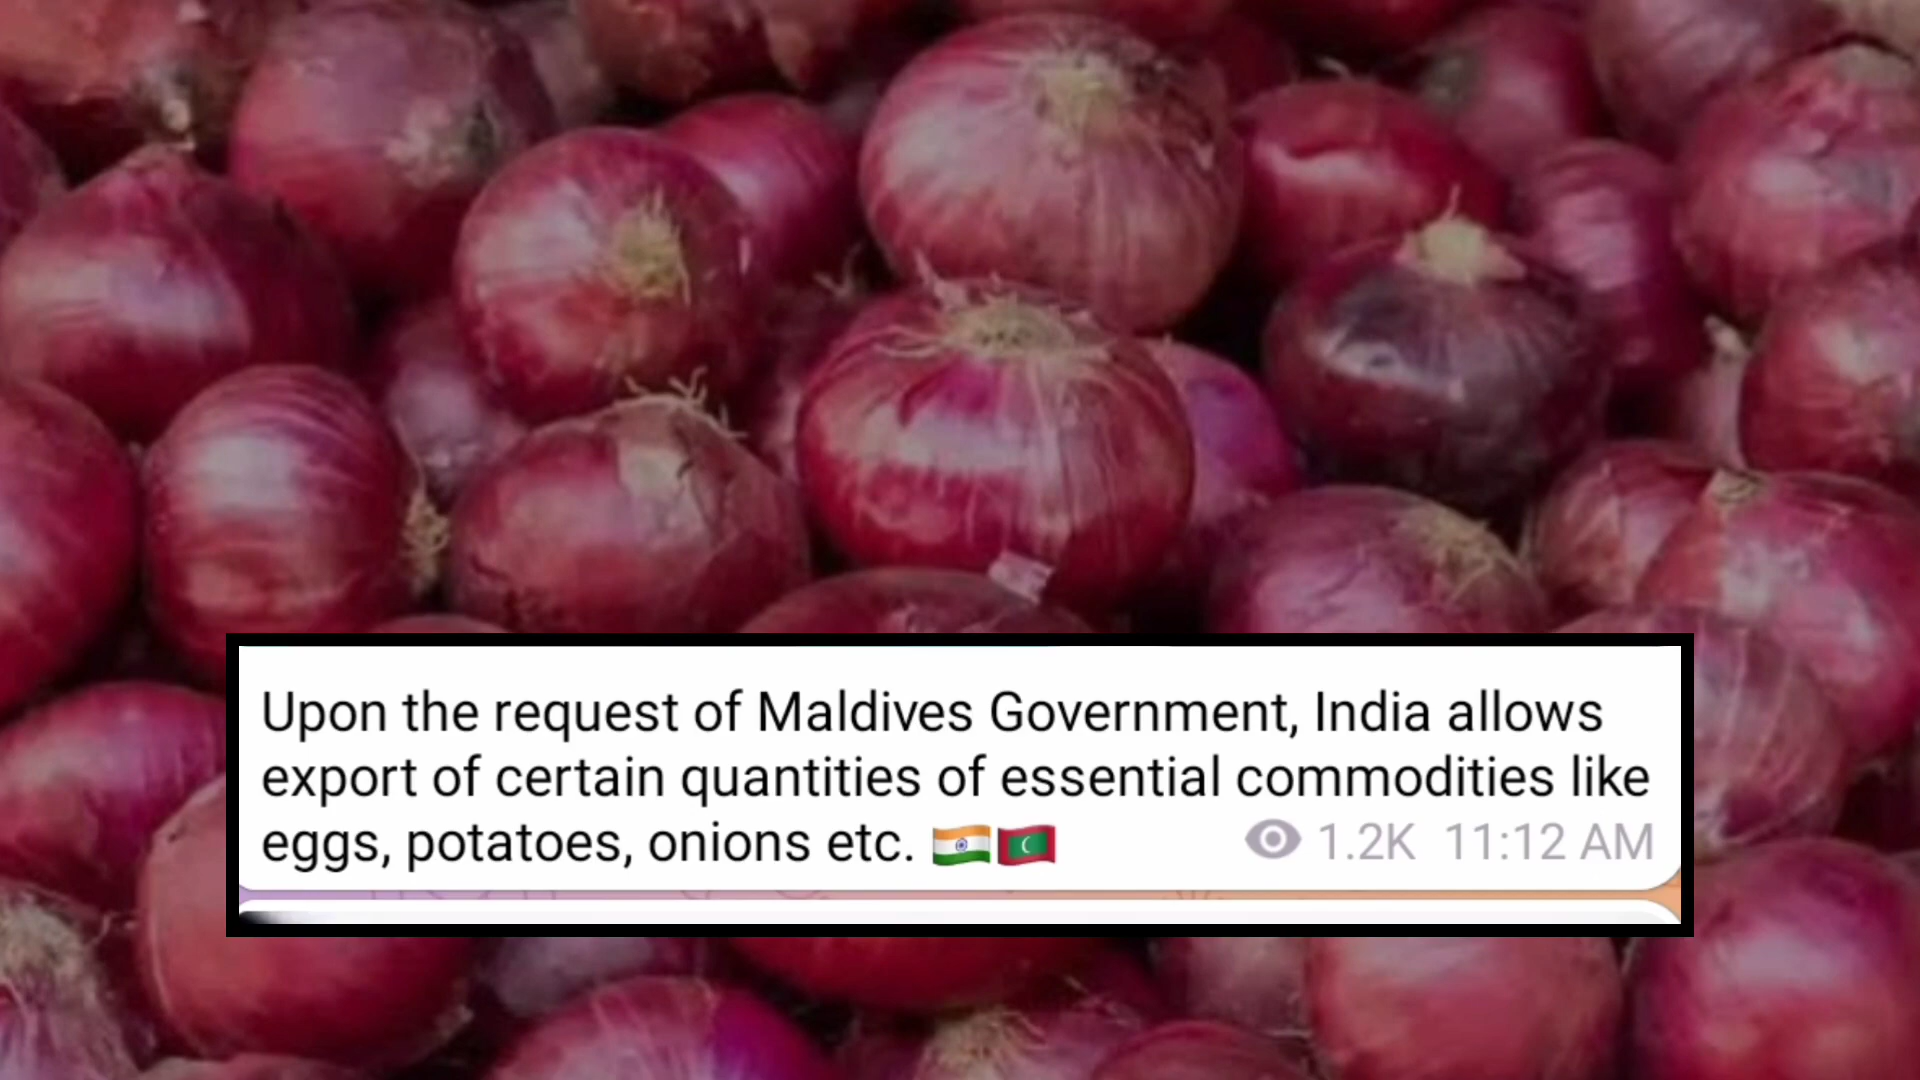 Upon the request of Maldives Government, India allows
export of certain quantities of essential commodities like
eggs, potatoes, onions etc. 🇮🇳🇲🇻 1.2K 11:12 AM